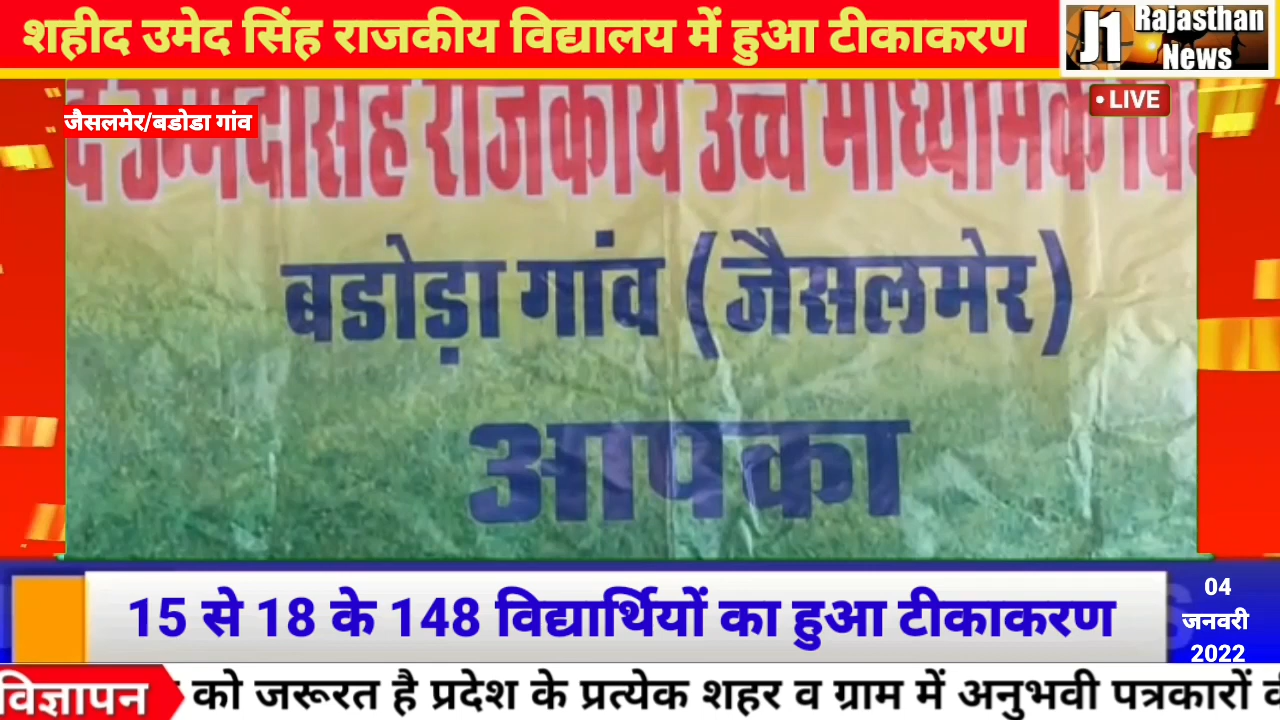 शहीद उमेद सिंह राजकीय विद्यालय में हुआ टीकाकरण
J1 Rajasthan News
• LIVE
जैसलमेर/बडोडा गांव
राजकीय उच्च माध्यमिक
बडोड़ा गांव (जैसलमेर)
आपका
15 से 18 के 148 विद्यार्थियों का हुआ टीकाकरण
04
जनवरी
2022
विज्ञापन को जरूरत है प्रदेश के प्रत्येक शहर व ग्राम में अनुभवी पत्रकारों